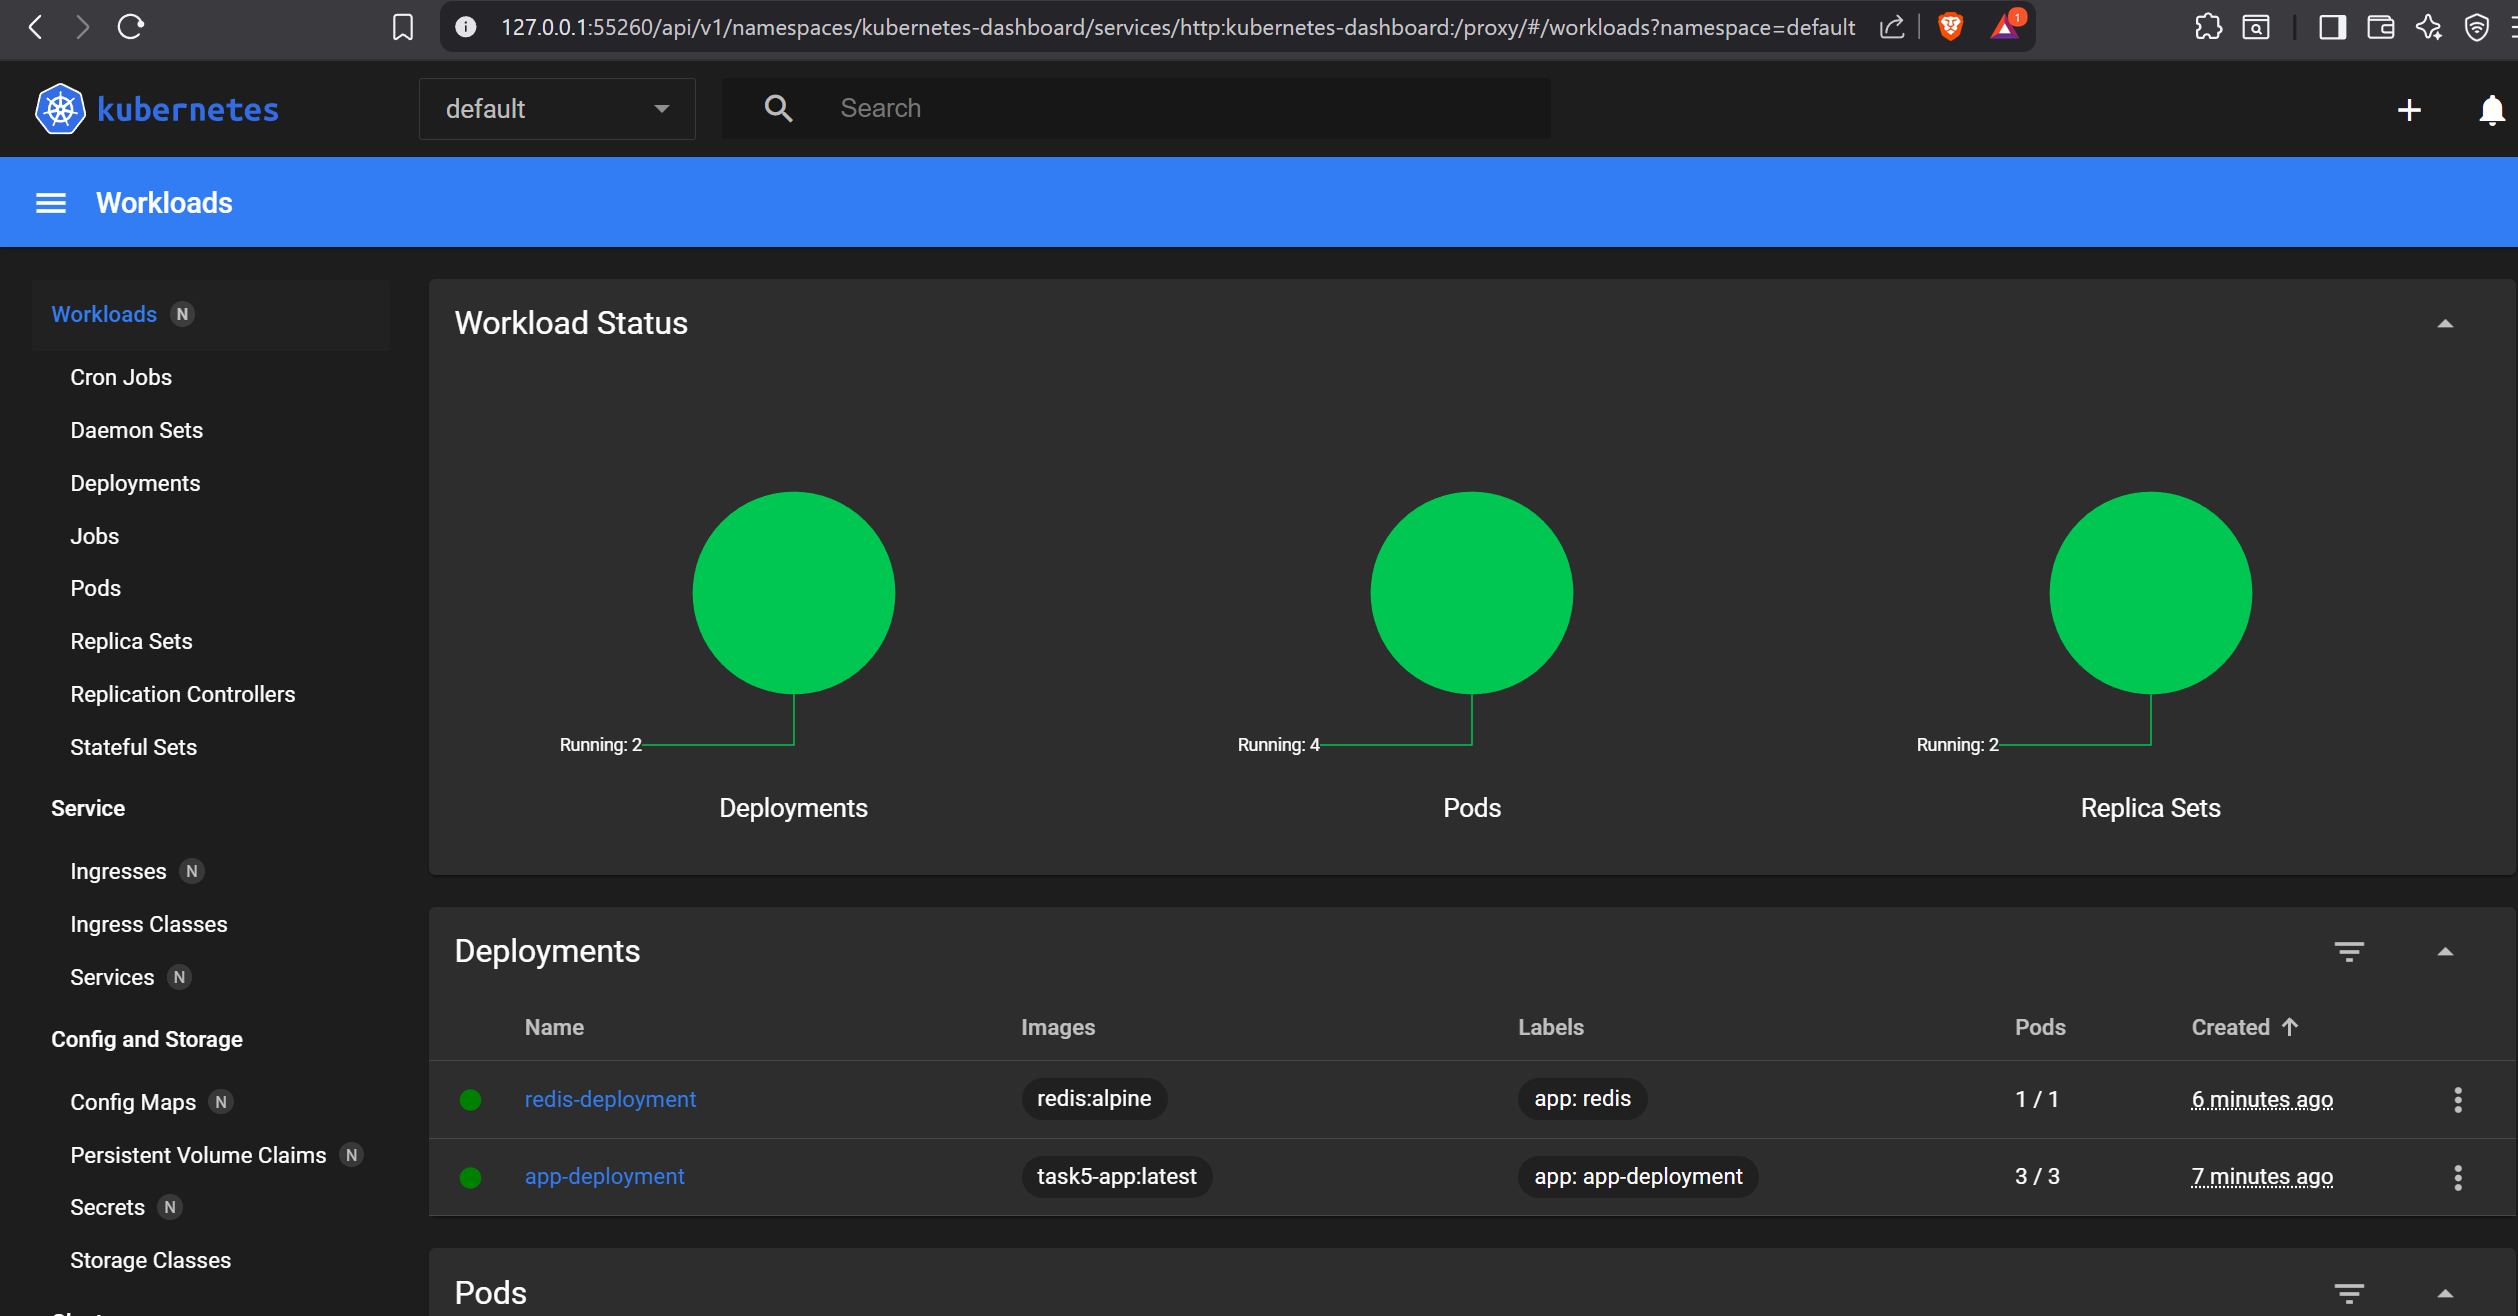 127.0.0.1:55260/api/v1/namespaces/kubernetes-dashboard/services/http:kubernetes-dashboard:/proxy/#/workloads?namespace=default
1
kubernetes
default
Search
Workloads
Workloads N
Cron Jobs
Daemon Sets
Deployments
Jobs
Pods
Replica Sets
Replication Controllers
Stateful Sets
Service
Ingresses N
Ingress Classes
Services N
Config and Storage
Config Maps N
Persistent Volume Claims N
Secrets N
Storage Classes
Workload Status
Running: 2
Deployments
Running: 4
Pods
Running: 2
Replica Sets
Deployments
Name Images Labels Pods Created
redis-deployment redis:alpine app: redis 1 / 1 6 minutes ago
app-deployment task5-app:latest app: app-deployment 3 / 3 7 minutes ago
Pods